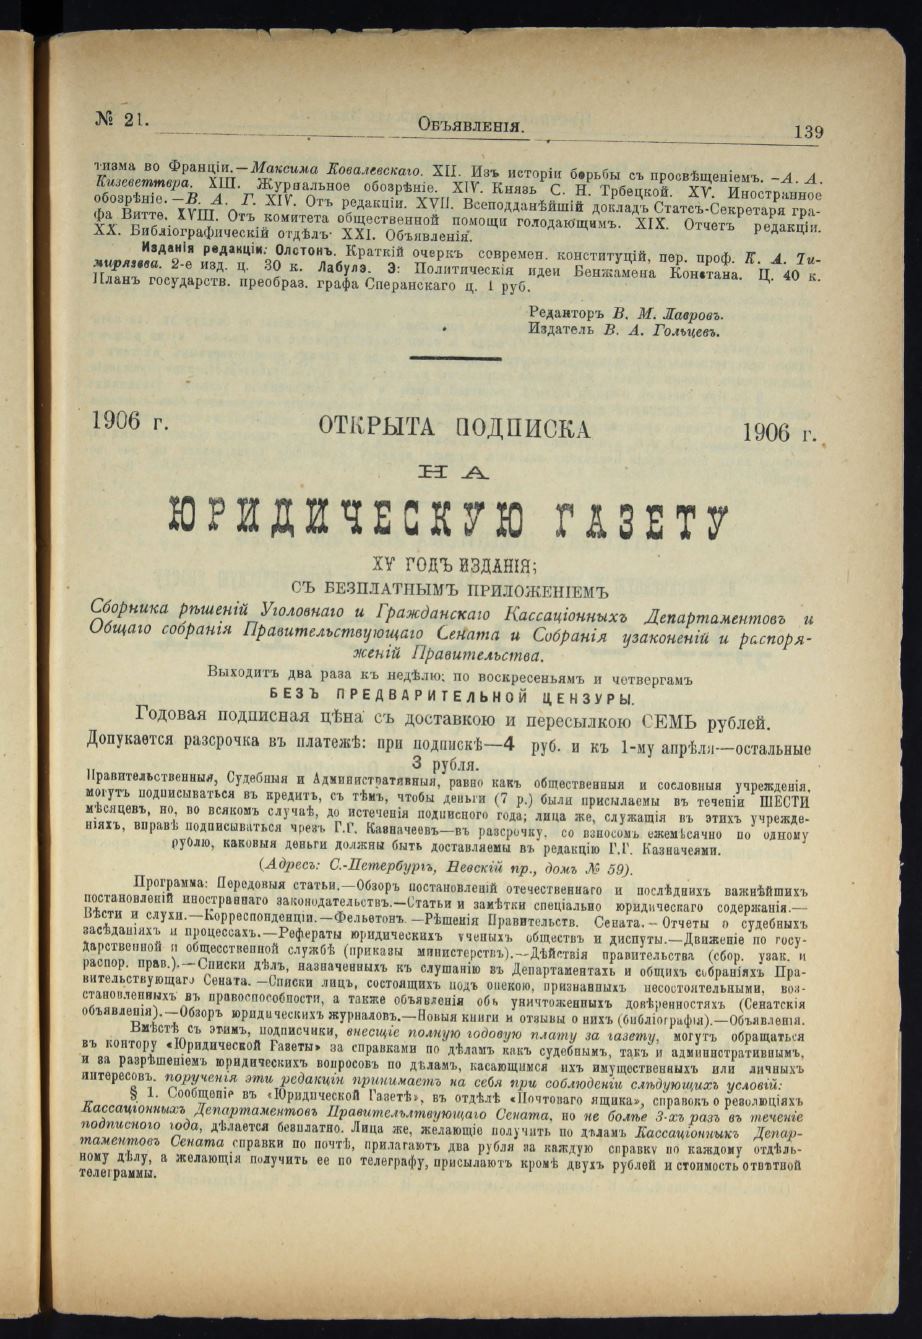 № 21.
Объявленія.
139
тизма во Франціи.—Максима Ковалевскаго. XII. Изъ исторіи борьбы съ просвѣщеніемъ. —А. А.
Кизеветтера. XIII. Журнальное обозрѣніе. XIV. Князь С. Н. Трбецкой. XV. Иностранное
обозрѣніе.—В. А. Г. XIV. Отъ редакціи. XVII. Всеподданѣйшій докладъ Статсъ-Секретаря гра-
фа Витте. XVIII. Отъ комитета общественной помощи голодающимъ. XIX. Отчетъ редакціи.
XX. Библіографическій отдѣлъ· XXI. Объявленія.
Изданія редакціи: Олстонъ. Краткій очеркъ современ. конституцій, пер. проф. К. А. Ти-
мирязева. 2-е изд. ц. 30 к. Лабулэ. Э: Политическія идеи Бенжамена Констана. Ц. 40 к.
Планъ государств. преобраз. графа Сперанскаго ц. 1 руб.
Редакторъ В. М. Лавровъ.
Издатель В. А. Гольцевъ.
1906 г.
ОТКРЫТА ПОДПИСКА
1906 г.
НА
ЮРИДИЧЕСКУЮ ГАЗЕТУ
XV ГОДЪ ИЗДАНІЯ;
СЪ БЕЗПЛАТНЫМЪ ПРИЛОЖЕНІЕМЪ
Сборника рѣшеній Уголовнаго и Гражданскаго Кассаціонныхъ Департаментовъ и
Общаго собранія Правительствующаго Сената и Собранія узаконеній и распоря-
женій Правительства.
Выходитъ два раза къ недѣлю; по воскресеньямъ и четвергамъ
БЕЗЪ ПРЕДВАРИТЕЛЬНОЙ ЦЕНЗУРЫ.
Годовая подписная цѣна съ доставкою и пересылкою СЕМЬ рублей.
Допукается разсрочка въ платежѣ: при подпискѣ—4 руб. и къ 1-му апрѣля—остальные
3 рубля.
Правительственныя, Судебныя и Административныя, равно какъ общественныя и сословныя учрежденія,
могутъ подписываться въ кредитъ, съ тѣмъ, чтобы деньги (7 р.) были присылаемы въ теченіи ШЕСТИ
мѣсяцевъ, но, во всякомъ случаѣ, до истеченія подписного года; лица же, служащія въ этихъ учрежде-
ніяхъ, вправѣ подписываться чрезъ Г.Г. Казначеевъ—въ разсрочку, со взносомъ ежемѣсячно по одному
рублю, каковыя деньги должны быть доставляемы въ редакцію Г.Г. Казначеями.
(Адресъ: С.-Петербургъ, Невскій пр., домъ № 59).
Программа: Передовыя статьи.—Обзоръ постановленій отечественнаго и послѣднихъ важнѣйшихъ
постановленій иностраннаго законодательствъ.—Статьи и замѣтки спеціально юридическаго содержанія.—
Вѣсти и слухи.—Корреспонденціи.—Фельетонъ.—Рѣшенія Правительств. Сената.—Отчеты о судебныхъ
засѣданіяхъ и процессахъ.—Рефераты юридическихъ ученыхъ обществъ и диспуты.—Движеніе по госу-
дарственной и общесственной службѣ (приказы министерствъ).—Дѣйствія правительства (сбор. узак. и
распор. прав.).—Списки дѣлъ, назначенныхъ къ слушанію въ Департаментахъ и общихъ собраніяхъ Пра-
вительствующаго Сената. —Списки лицъ, состоящихъ подъ опекою, признанныхъ несостоятельными, воз-
становленныхъ въ правоспособности, а также объявленія объ уничтоженныхъ довѣренностяхъ (Сенатскія
объявленія).—Обзоръ юридическихъ журналовъ.—Новыя книги и отзывы о нихъ (библіографія).—Объявленія.
Вмѣстѣ съ этимъ, подписчики, внесщіе полную годовую плату за газету, могутъ обращаться
въ контору «Юридической Газеты» за справками по дѣламъ какъ судебнымъ, такъ и административнымъ,
и за разрѣшеніемъ юридическихъ вопросовъ по дѣламъ, касающимся ихъ имущественныхъ или личныхъ
интересовъ. порученія эти редакціи принимаетъ на себя при соблюденіи слѣдующихъ условій:
§ 1. Сообщеніе въ «Юридической Газетѣ», въ отдѣлѣ «Почтоваго ящика», справокъ о революціяхъ
Кассаціонныхъ Департаментовъ Правителълтвующаго Сената, но не болѣе 3-хъ разъ въ теченіе
подписного года, дѣлается безплатно. Лица же, желающіе получить по дѣламъ Кассаціонныкъ Депар-
таментовъ Сената справки по почтѣ, прилагаютъ два рубля за каждую справку по каждому отдѣль-
ному дѣлу, а желающія получить ее по телеграфу, присылаютъ кромѣ двухъ рублей и стоимость отвѣтной
телеграммы.